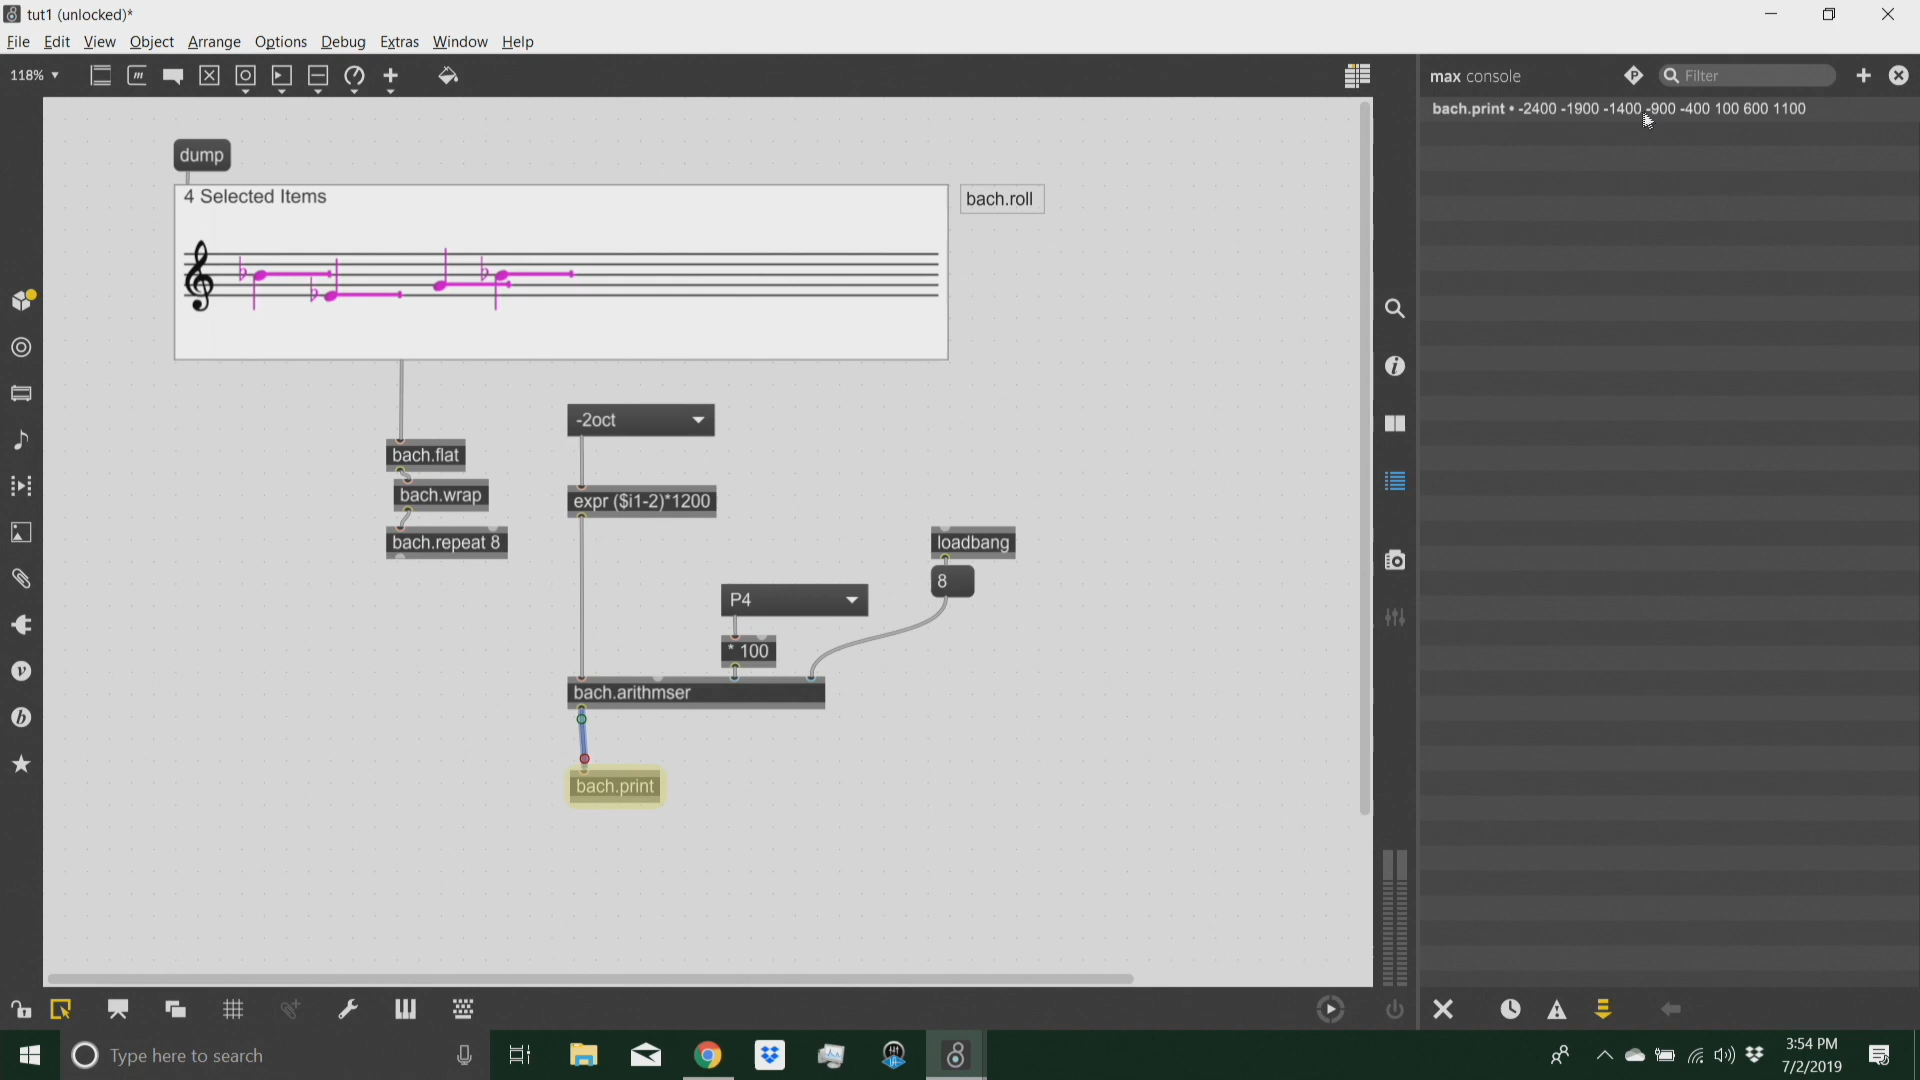 tut1 (unlocked)*
File Edit View Object Arrange Options Debug Extras Window Help
118%
max console
Filter
bach.print • -2400 -1900 -1400 -900 -400 100 600 1100
dump
4 Selected Items
bach.roll
-2oct
bach.flat
bach.wrap
expr ($i1-2)*1200
bach.repeat 8
loadbang
8
P4
* 100
bach.arithmser
bach.print
Type here to search
3:54 PM
7/2/2019